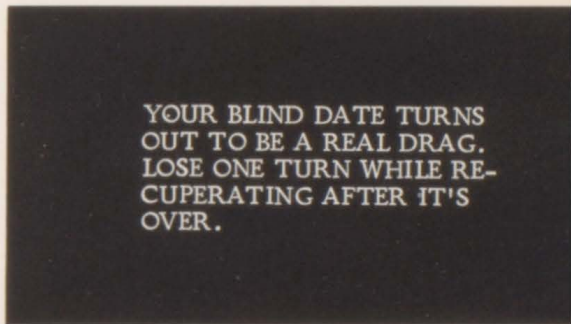 YOUR BLIND DATE TURNS
OUT TO BE A REAL DRAG.
LOSE ONE TURN WHILE RE-
CUPERATING AFTER IT'S
OVER.